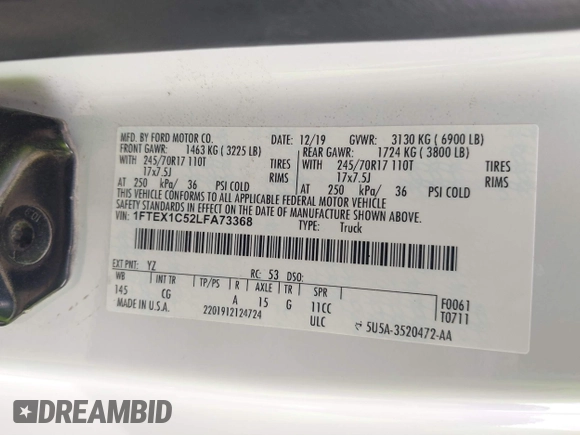 MFD. BY FORD MOTOR CO. 12/19 GVWR: 3130 KG ( 6900 LB)
FRONT GAWR: 1463 KG ( 3225 LB) REAR GAWR: 1724 KG ( 3800 LB)
WITH 245/70R17 110T TIRES WITH 245/70R17 110T TIRES
17x7.5J RIMS 17x7.5J RIMS
AT 250 kPa/ 36 PSI COLD AT 250 kPa/ 36 PSI COLD
THIS VEHICLE CONFORMS TO ALL APPLICABLE FEDERAL MOTOR VEHICLE
SAFETY STANDARDS IN EFFECT ON THE DATE OF MANUFACTURE SHOWN ABOVE.
VIN: 1FTEX1C52LFA73368 TYPE: Truck
EXT PNT: YZ RC: 53 DSO:
WB INT TR TP/PS R AXLE TR SPR F0061
145 CG A 15 G 11CC T0711
MADE IN U.S.A. 2201912124724 ULC 5U5A-3520472-AA
DREAMBID